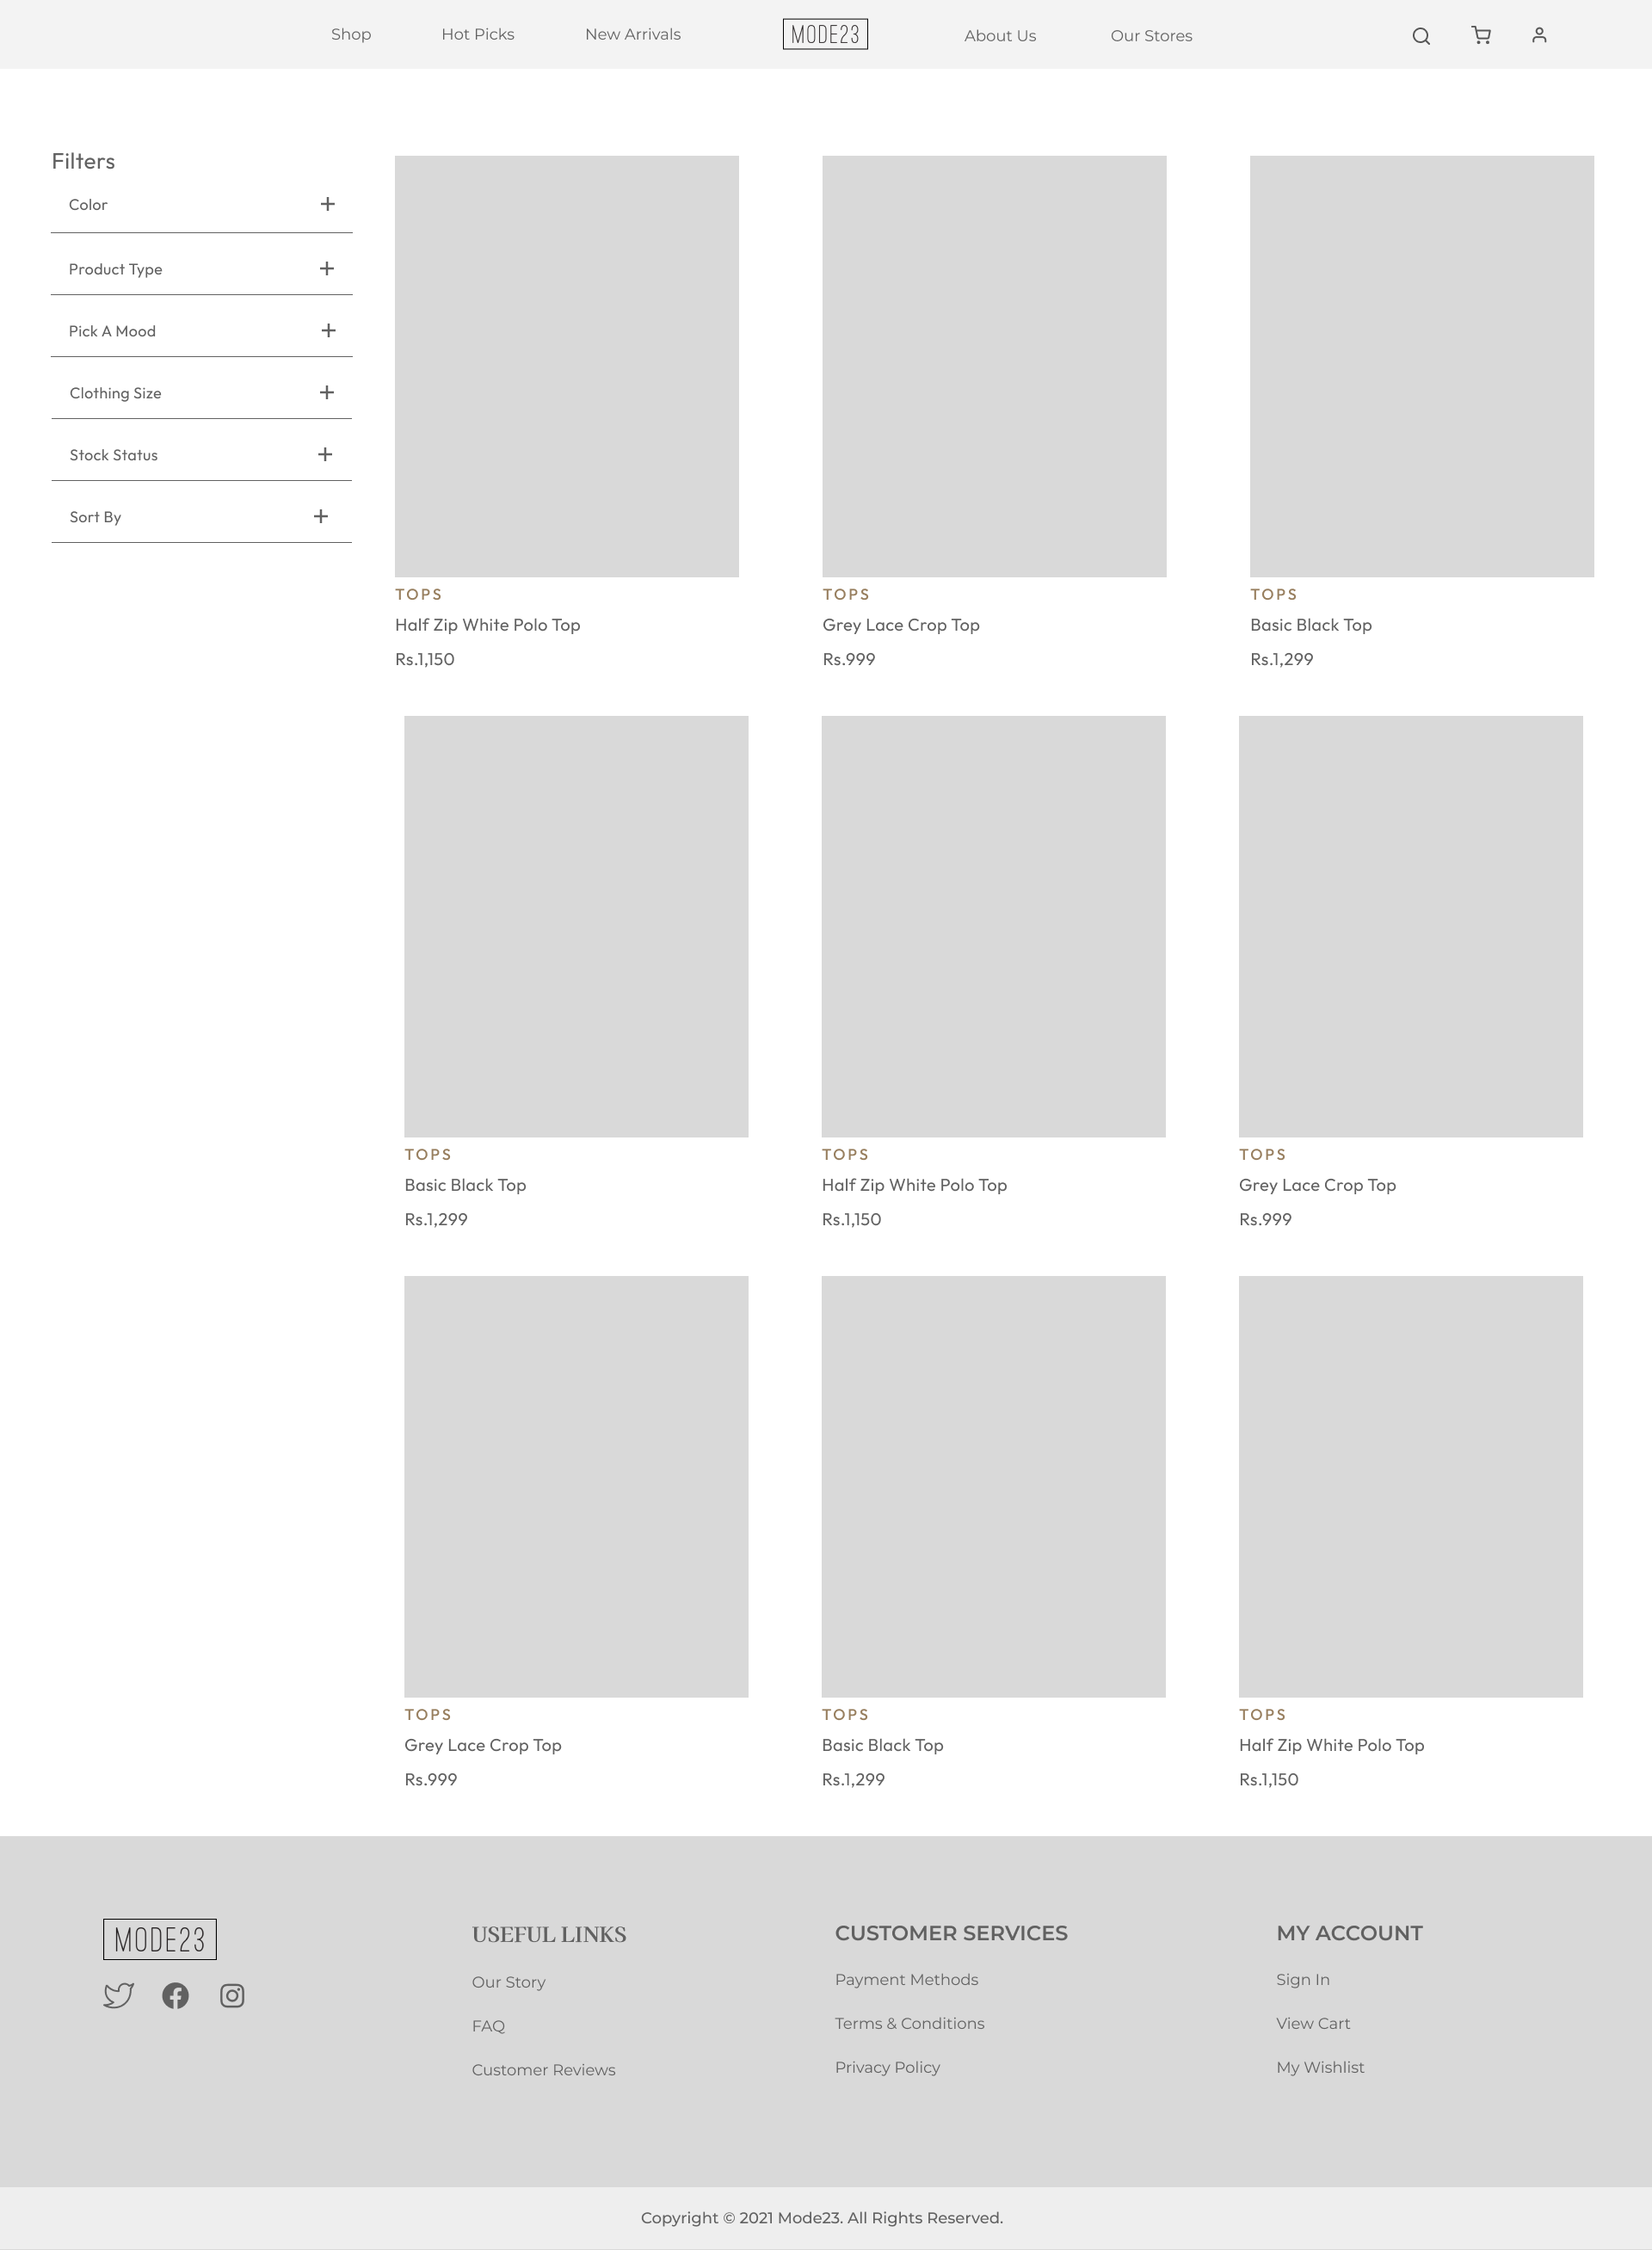 Shop
Hot Picks
New Arrivals
MODE23
About Us
Our Stores
Filters
Color
Product Type
Pick A Mood
Clothing Size
Stock Status
Sort By
TOPS
Half Zip White Polo Top
Rs.1,150
TOPS
Grey Lace Crop Top
Rs.999
TOPS
Basic Black Top
Rs.1,299
TOPS
Basic Black Top
Rs.1,299
TOPS
Half Zip White Polo Top
Rs.1,150
TOPS
Grey Lace Crop Top
Rs.999
TOPS
Grey Lace Crop Top
Rs.999
TOPS
Basic Black Top
Rs.1,299
TOPS
Half Zip White Polo Top
Rs.1,150
MODE23
USEFUL LINKS
Our Story
FAQ
Customer Reviews
CUSTOMER SERVICES
Payment Methods
Terms & Conditions
Privacy Policy
MY ACCOUNT
Sign In
View Cart
My Wishlist
Copyright © 2021 Mode23. All Rights Reserved.